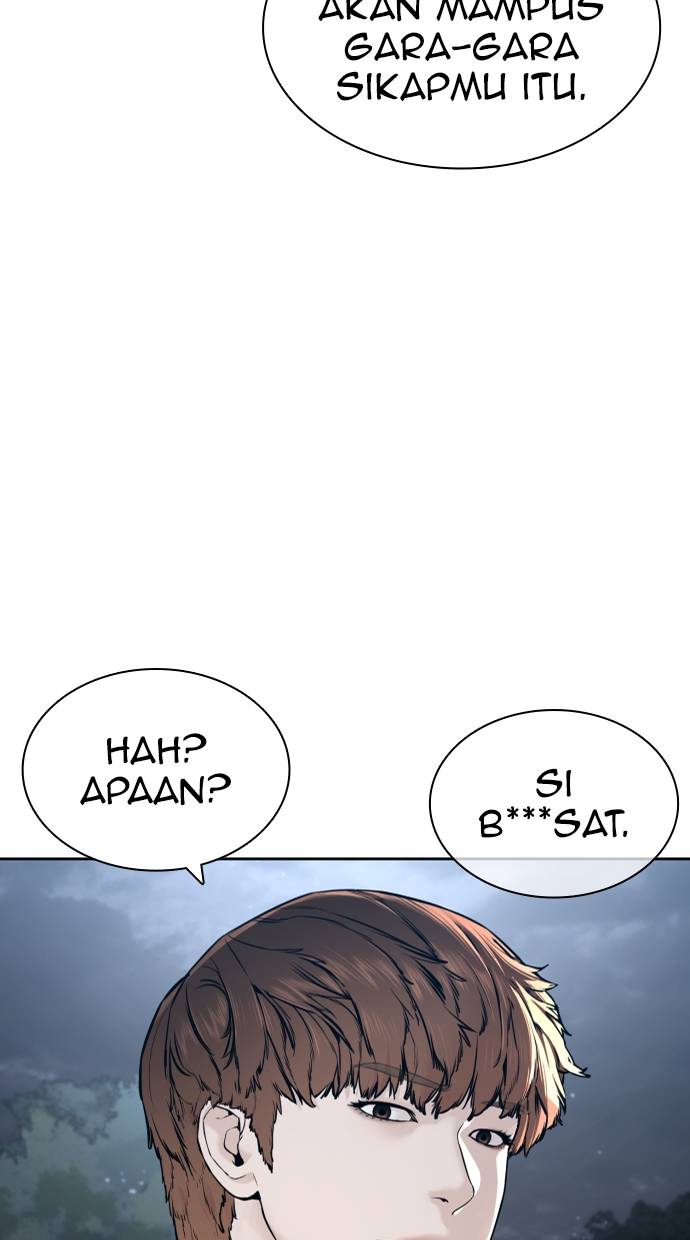 AKAN MAMPUS
GARA-GARA
SIKAPMU ITU.
HAH?
APAAN?
SI
B***SAT.